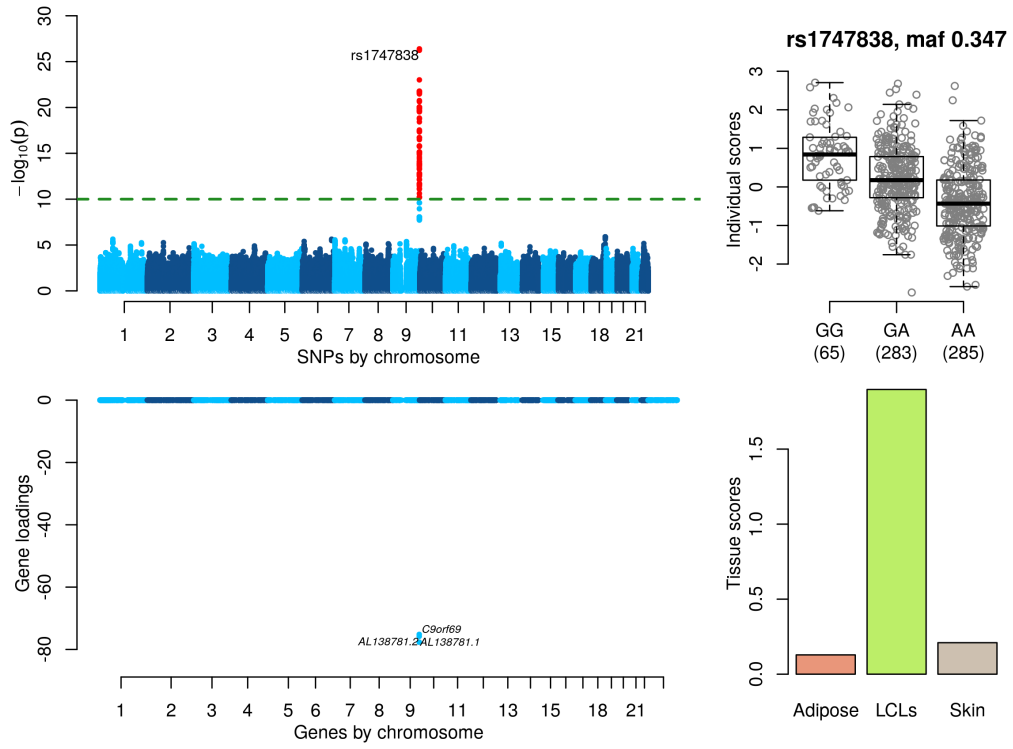 30
25
20
15
10
5
0
−log10(p)
rs1747838
1 2 3 4 5 6 7 8 9 11 13 15 18 21
SNPs by chromosome
rs1747838, maf 0.347
3
2
1
0
-1
-2
Individual scores
GG GA AA
(65) (283) (285)
0
-20
-40
-60
-80
Gene loadings
C9orf69
AL138781.2 AL138781.1
1 2 3 4 5 6 7 8 9 11 13 15 18 21
Genes by chromosome
1.5
1.0
0.5
0.0
Tissue scores
Adipose LCLs Skin